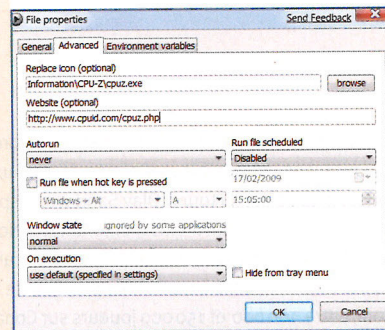 File properties
Send Feedback
General Advanced Environment variables
Replace icon (optional)
Information\CPU-Z\cpuz.exe
browse
Website (optional)
http://www.cpuid.com/cpuz.php
Autorun
Run file scheduled
never
Disabled
Run file when hot key is pressed
17/02/2009
Windows + Alt
A
15:05:00
Window state
ignored by some applications
normal
On execution
use default (specified in settings)
Hide from tray menu
OK
Cancel